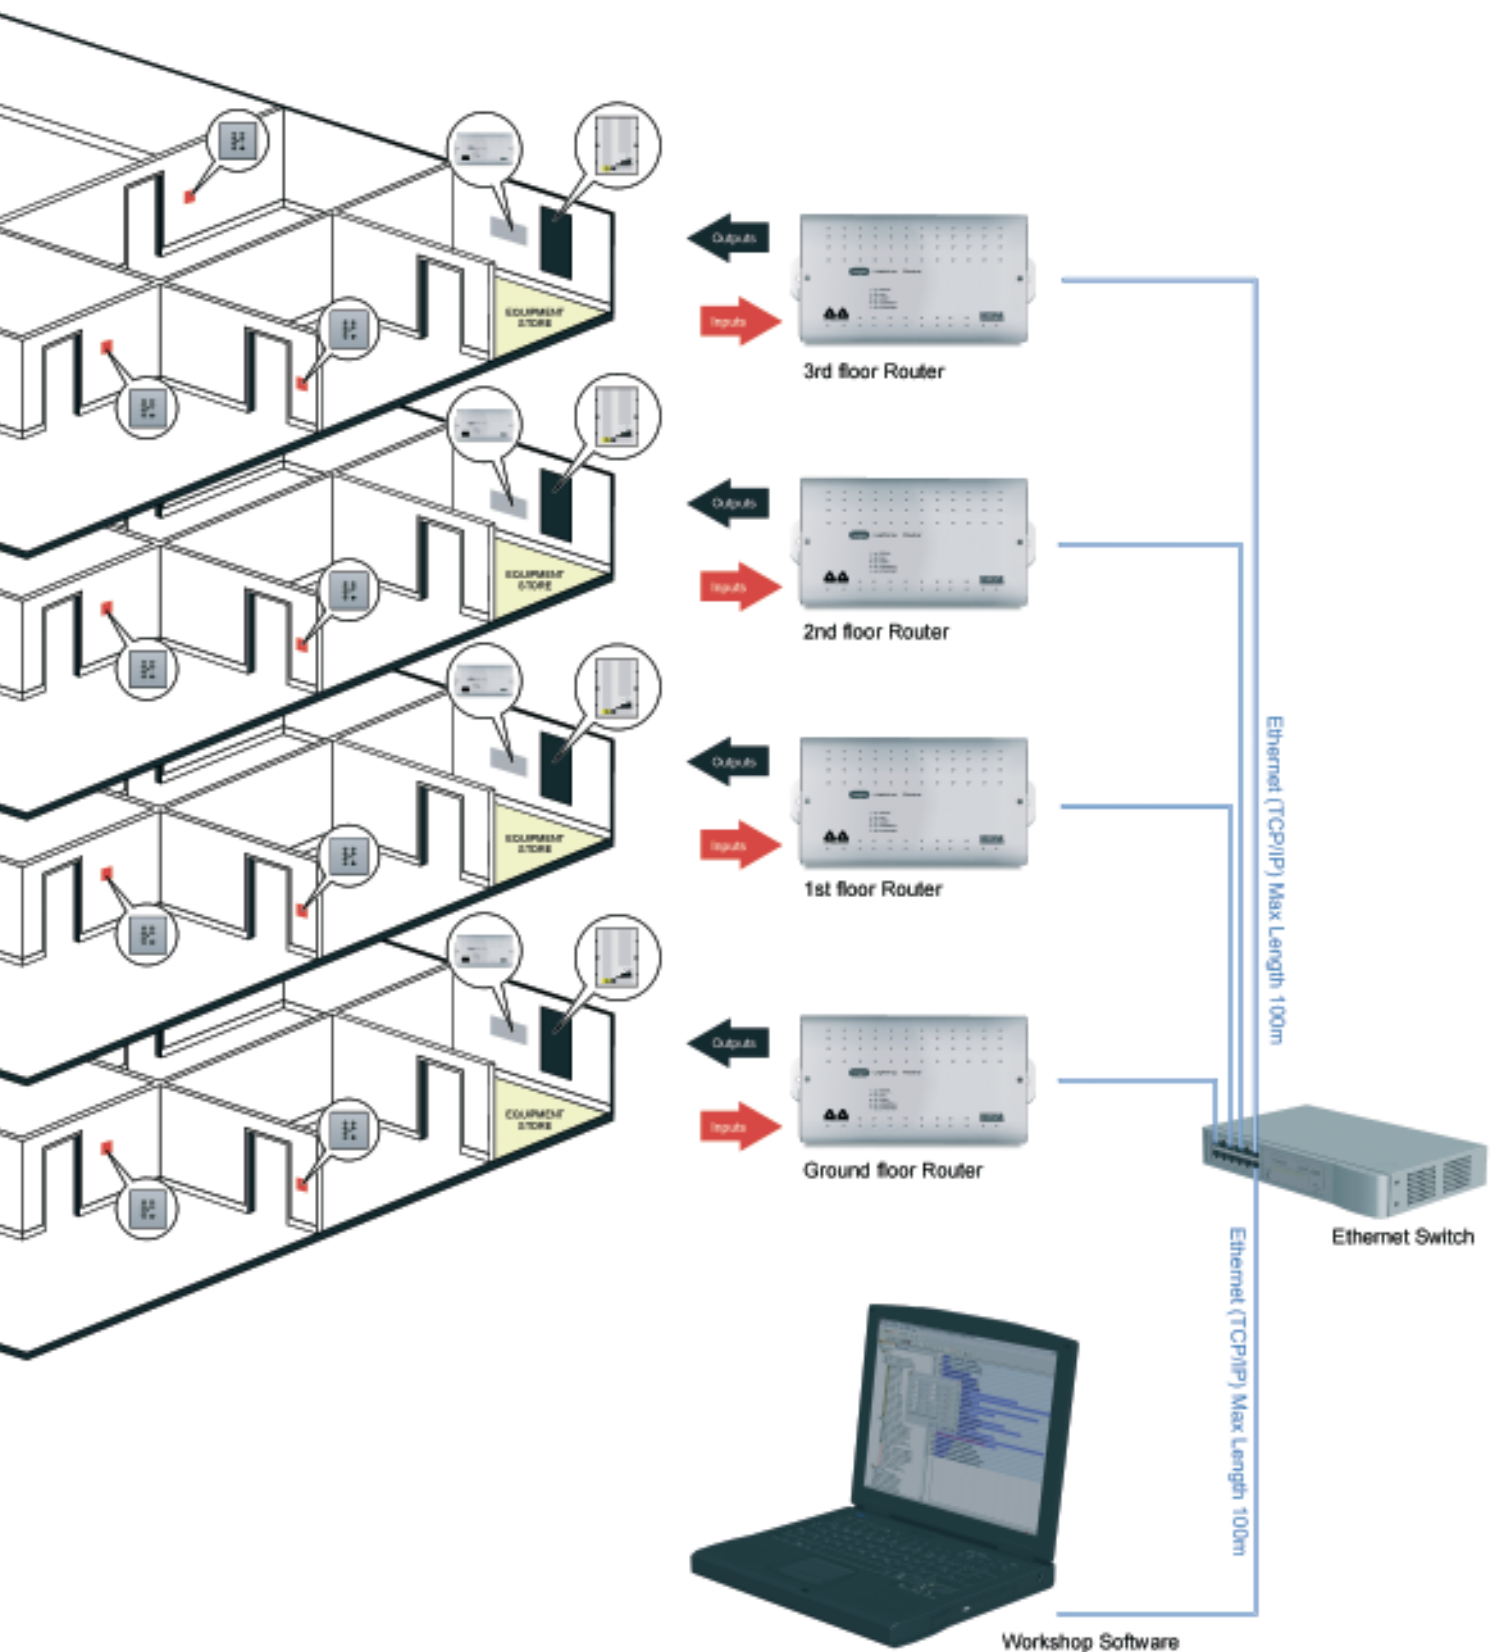 Outputs
Inputs
EQUIPMENT
STORE
3rd floor Router
Outputs
Inputs
EQUIPMENT
STORE
2nd floor Router
Outputs
Inputs
EQUIPMENT
STORE
1st floor Router
Outputs
Inputs
EQUIPMENT
STORE
Ground floor Router
Ethernet (TCP/IP) Max Length 100m
Ethernet Switch
Ethernet (TCP/IP) Max Length 100m
Workshop Software